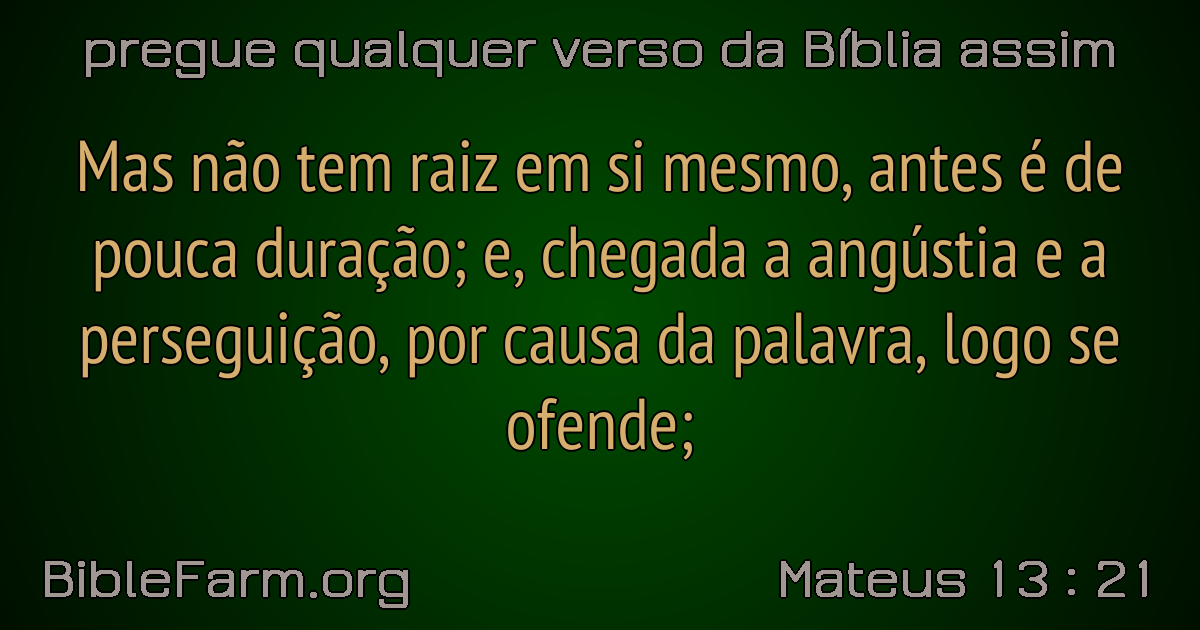 pregue qualquer verso da Bíblia assim
Mas não tem raiz em si mesmo, antes é de
pouca duração; e, chegada a angústia e a
perseguição, por causa da palavra, logo se
ofende;
BibleFarm.org
Mateus 13 : 21